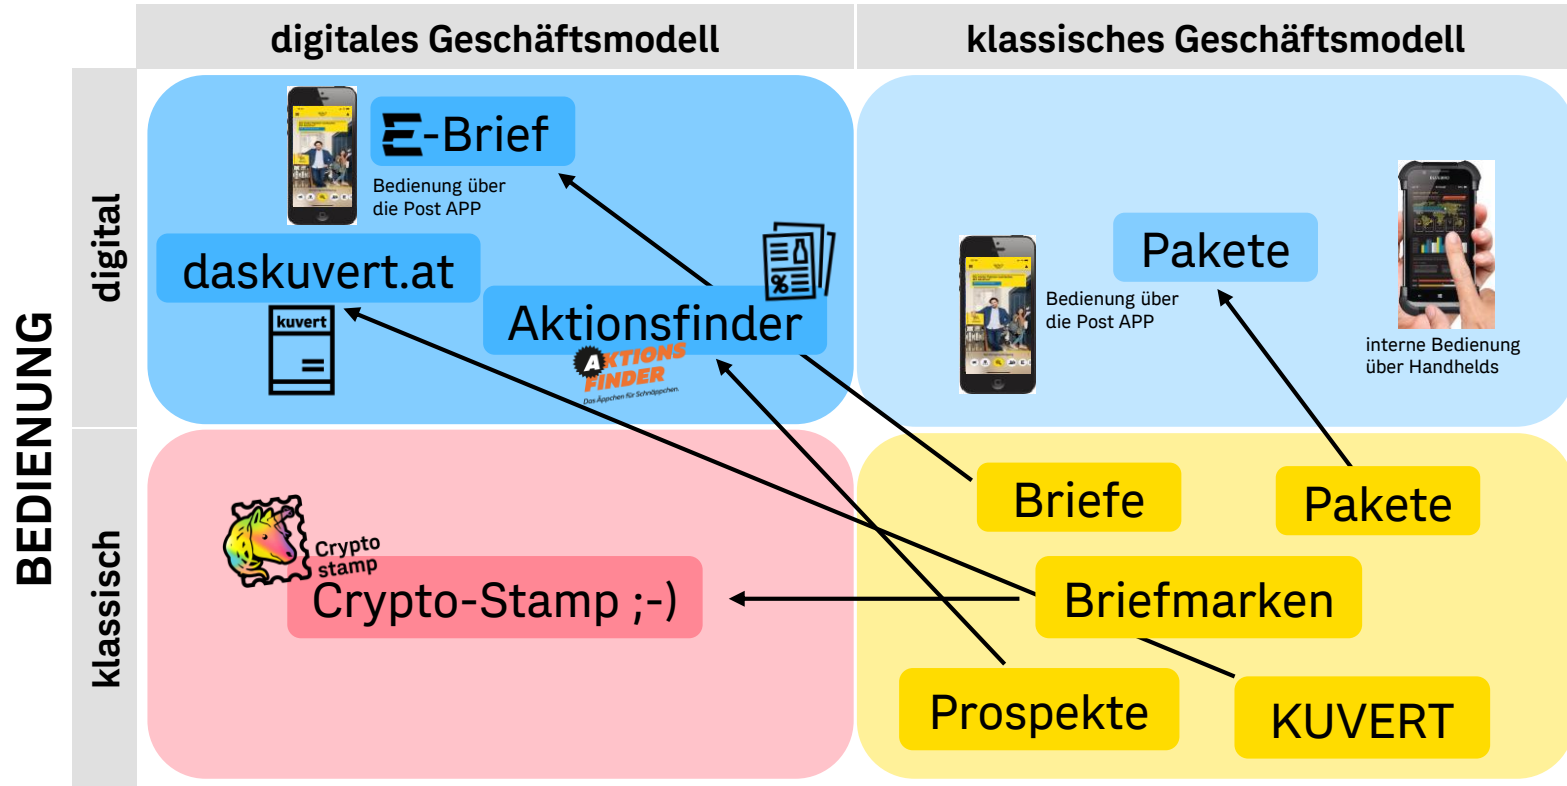 digitales Geschäftsmodell
klassisches Geschäftsmodell
BEDIENUNG
digital
klassisch
E-Brief
Bedienung über
die Post APP
daskuvert.at
kuvert
%
Aktionsfinder
AKTIONS
FINDER
Das Äppchen für Schnäppchen.
Pakete
Bedienung über
die Post APP
interne Bedienung
über Handhelds
Crypto
stamp
Crypto-Stamp ;-)
Briefe
Pakete
Briefmarken
Prospekte
KUVERT